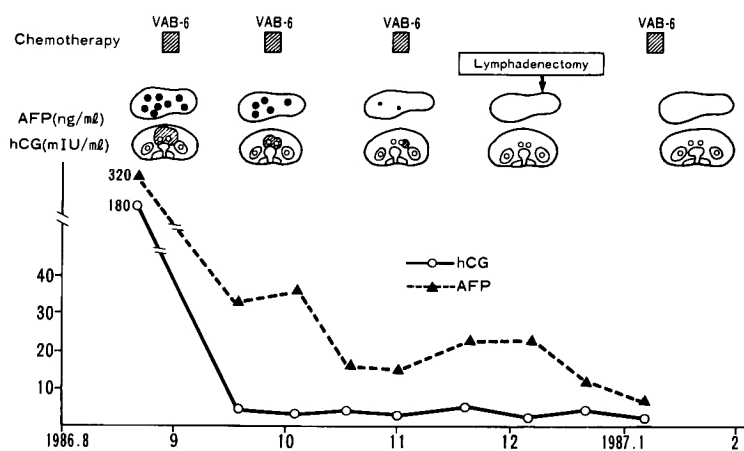 VAB-6 VAB-6 VAB-6 VAB-6
Chemotherapy
Lymphadenectomy
AFP(ng/mℓ)
hCG(mIU/mℓ)
320
180
hCG
AFP
40
30
20
10
1986.8 9 10 11 12 1987.1 2